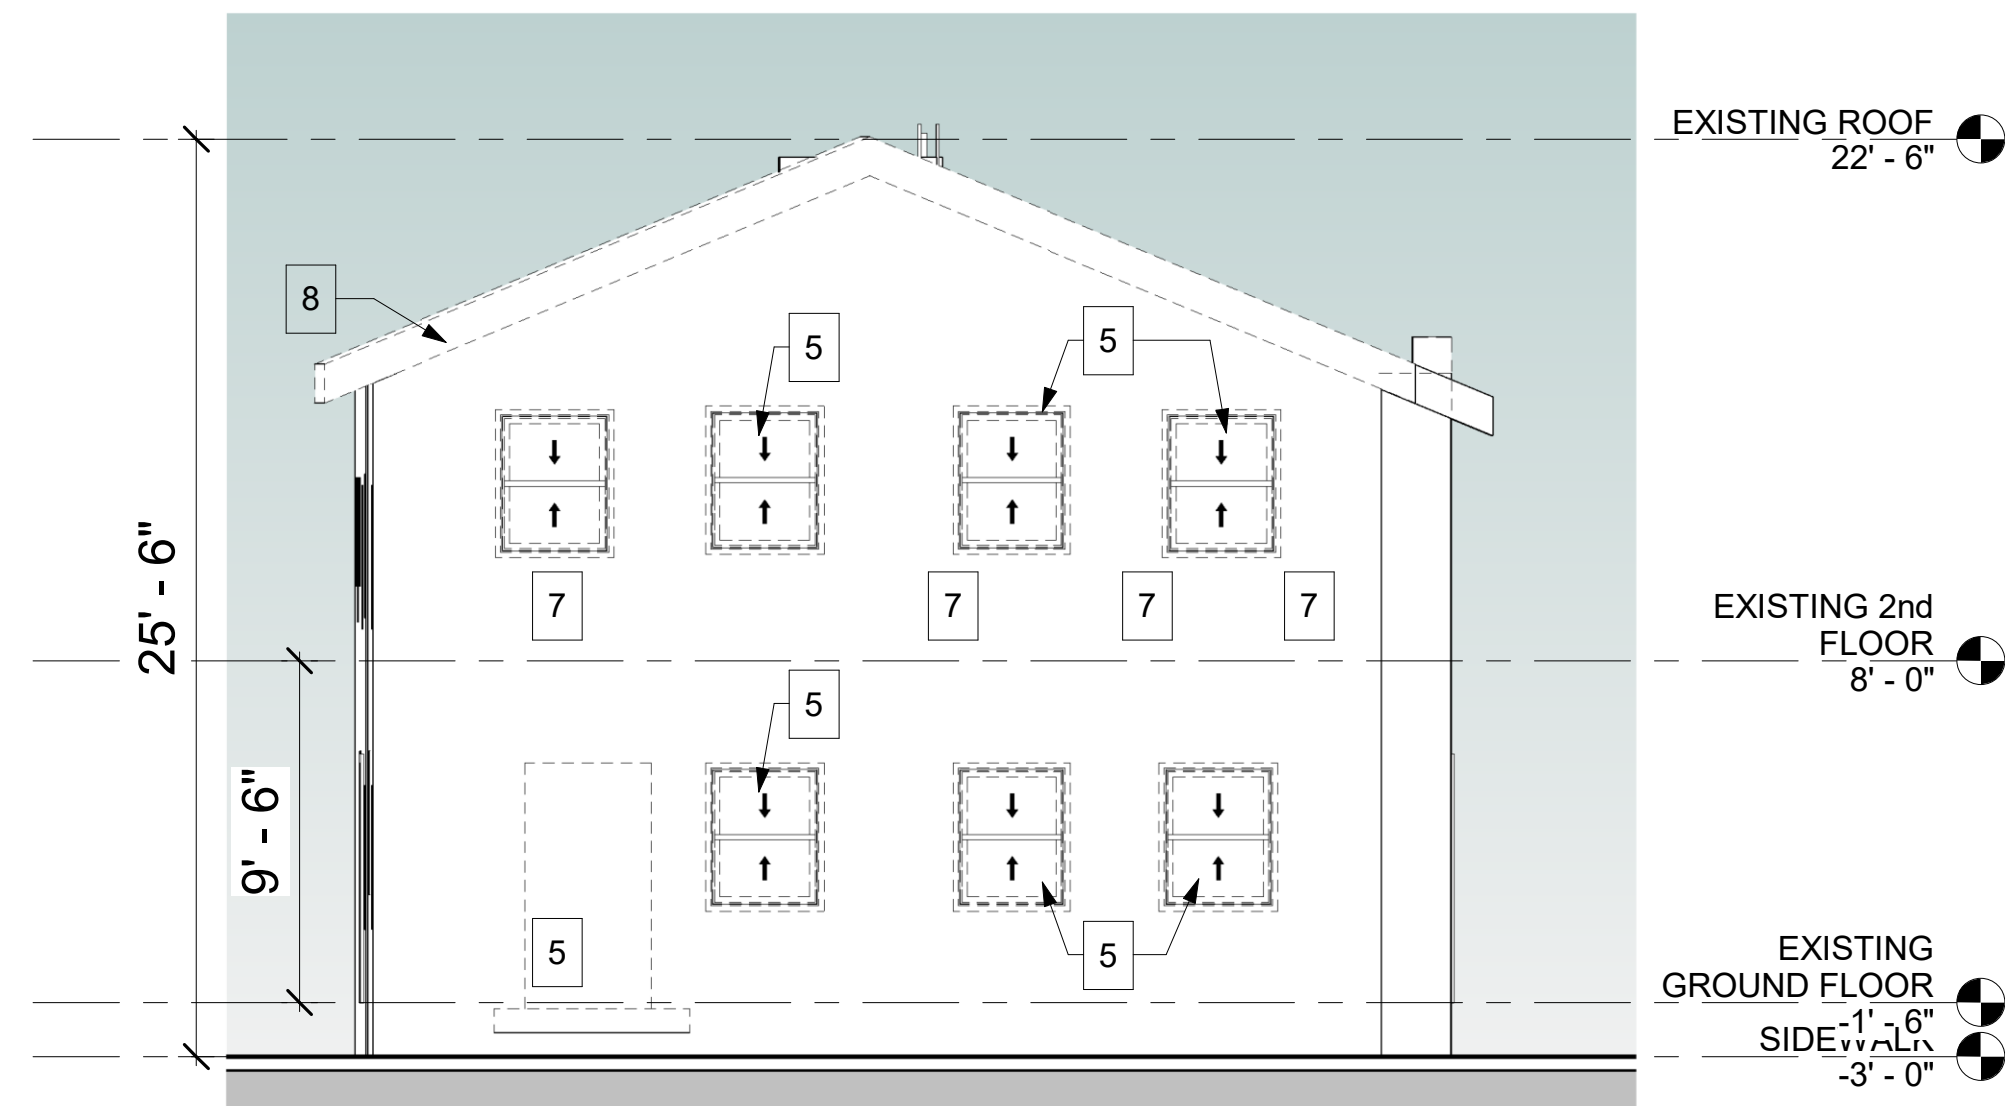 EXISTING ROOF
22' - 6"
8
5
5
25' - 6"
7
7
7
7
EXISTING 2nd
FLOOR
8' - 0"
5
9' - 6"
5
5
EXISTING
GROUND FLOOR
-1' - 6"
SIDEWALK
-3' - 0"